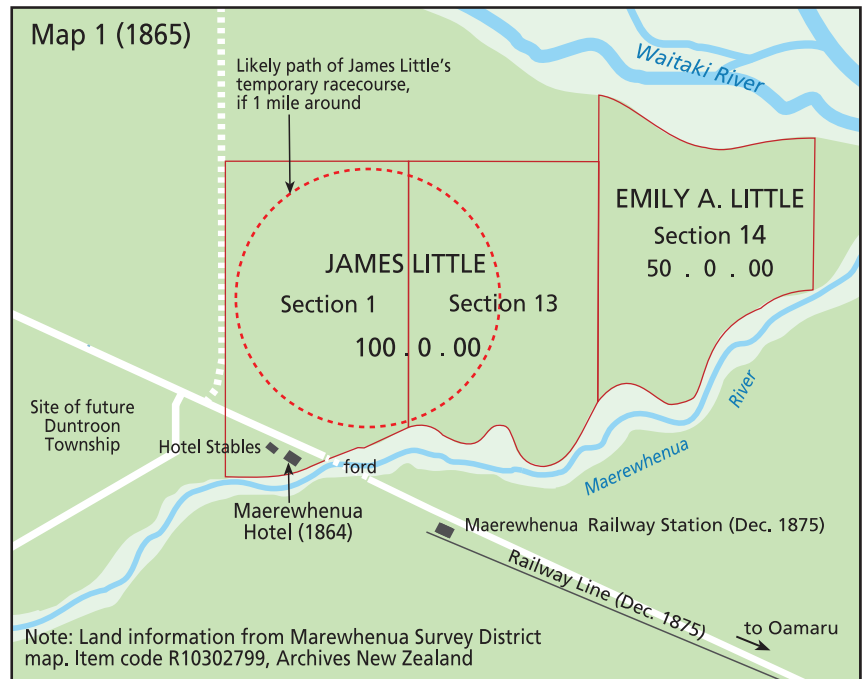 Map 1 (1865)
Likely path of James Little's
temporary racecourse,
if 1 mile around
Waitaki River
EMILY A. LITTLE
Section 14
50 . 0 . 00
JAMES LITTLE
Section 1
Section 13
100 . 0 . 00
Site of future
Duntroon
Township
Hotel Stables
ford
Maerewhenua
River
Maerewhenua
Hotel (1864)
Maerewhenua Railway Station (Dec. 1875)
Railway Line (Dec. 1875)
to Oamaru
Note: Land information from Marewhenua Survey District
map. Item code R10302799, Archives New Zealand